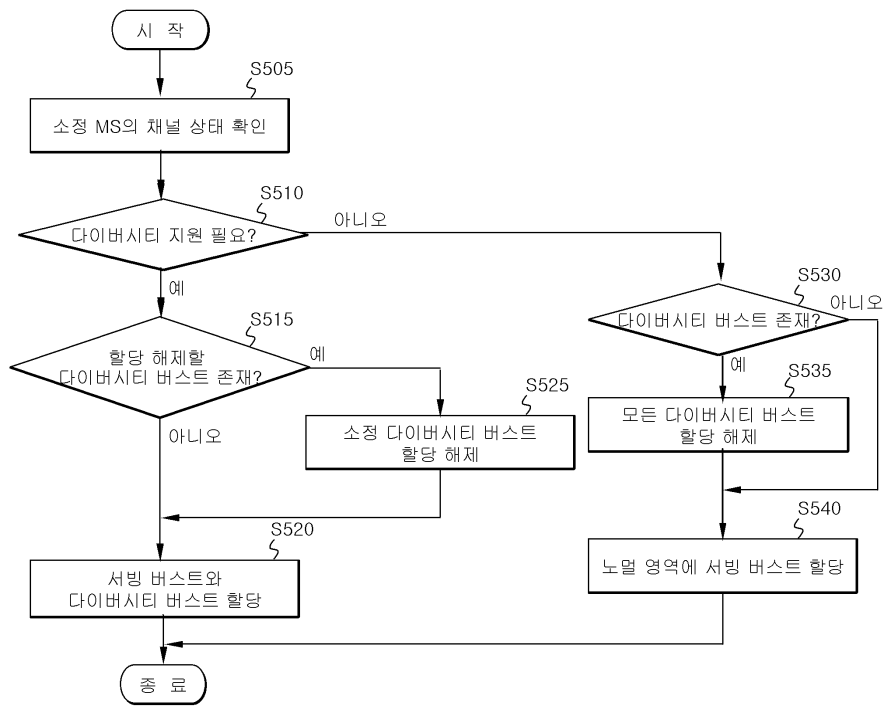 시 작
S505
소정 MS의 채널 상태 확인
S510
다이버시티 지원 필요?
아니오
예
S530
다이버시티 버스트 존재?
아니오
예
S515
할당 해제할
다이버시티 버스트 존재?
예
아니오
S525
소정 다이버시티 버스트
할당 해제
S535
모든 다이버시티 버스트
할당 해제
S520
서빙 버스트와
다이버시티 버스트 할당
S540
노멀 영역에 서빙 버스트 할당
종 료